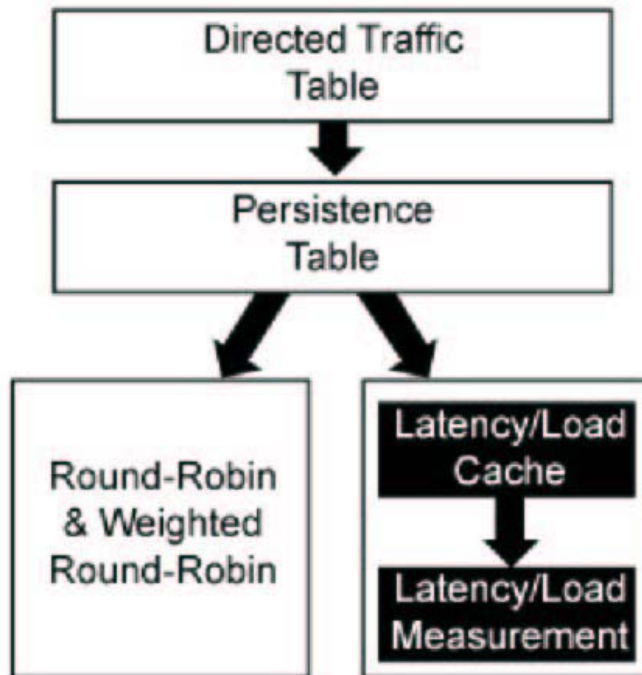 Directed Traffic
Table
Persistence
Table
Round-Robin
& Weighted
Round-Robin
Latency/Load
Cache
Latency/Load
Measurement